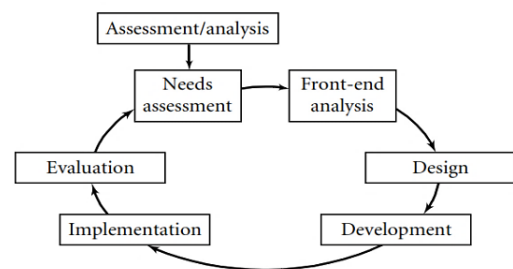 Assessment/analysis
Needs
assessment
Front-end
analysis
Evaluation
Design
Implementation
Development